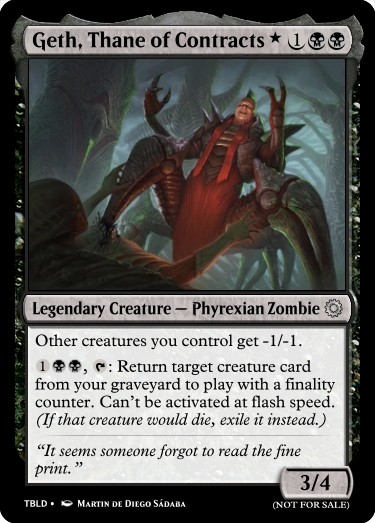 Geth, Thane of Contracts ★ 1
Legendary Creature — Phyrexian Zombie
Other creatures you control get -1/-1.
1 , : Return target creature card
from your graveyard to play with a finality
counter. Can’t be activated at flash speed.
(If that creature would die, exile it instead.)
“It seems someone forgot to read the fine
print.”
3/4
TBLD • Martin de Diego Sádaba
(NOT FOR SALE)